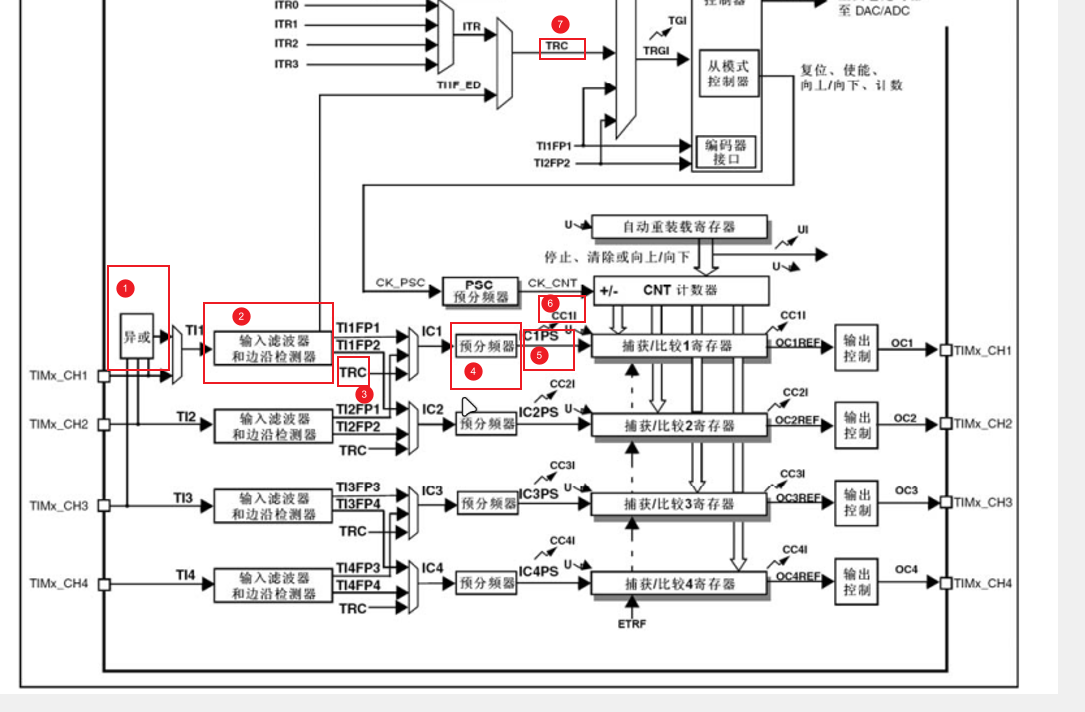 ITR0
ITR1
ITR2
ITR3
ITR
TI1F_ED
7
TRC
TGI
TRGI
控制器
至 DAC/ADC
从模式
控制器
复位、使能、
向上/向下、计数
TI1FP1
TI2FP2
编码器
接口
U
自动重装载寄存器
UI
停止、清除或向上/向下
U
CK_PSC
PSC
预分频器
CK_CNT
+/-
CNT 计数器
1
异或
TI1
2
输入滤波器
和边沿检测器
TI1FP1
TI1FP2
TRC
3
IC1
预分频器
4
6
CC1I
C1PS
5
U
捕获/比较1寄存器
CC1I
OC1REF
输出
控制
OC1
TIMx_CH1
TIMx_CH1
TIMx_CH2
TI2
输入滤波器
和边沿检测器
TI2FP1
TI2FP2
TRC
IC2
预分频器
CC2I
IC2PS
U
捕获/比较2寄存器
CC2I
OC2REF
输出
控制
OC2
TIMx_CH2
TIMx_CH3
TI3
输入滤波器
和边沿检测器
TI3FP3
TI3FP4
TRC
IC3
预分频器
CC3I
IC3PS
U
捕获/比较3寄存器
CC3I
OC3REF
输出
控制
OC3
TIMx_CH3
TIMx_CH4
TI4
输入滤波器
和边沿检测器
TI4FP3
TI4FP4
TRC
IC4
预分频器
CC4I
IC4PS
U
捕获/比较4寄存器
CC4I
OC4REF
输出
控制
OC4
TIMx_CH4
ETRF